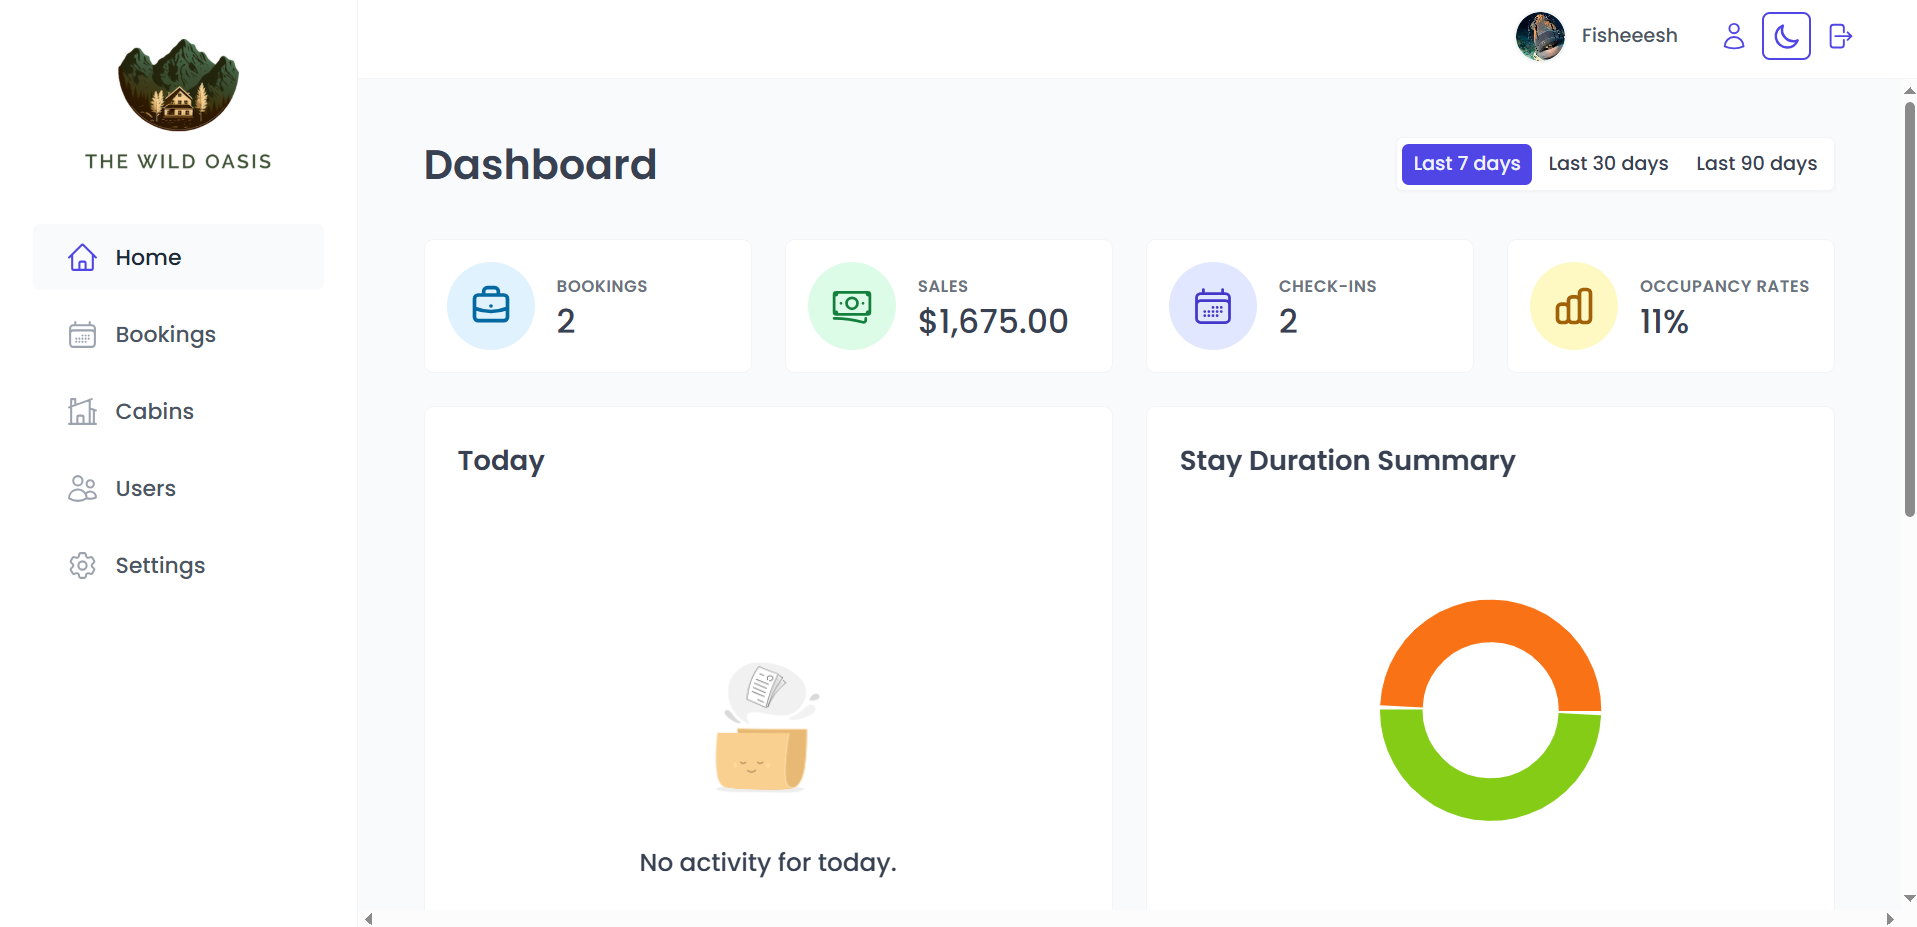 THE WILD OASIS
Home
Bookings
Cabins
Users
Settings
Fisheeesh
Dashboard
Last 7 days
Last 30 days
Last 90 days
BOOKINGS
2
SALES
$1,675.00
CHECK-INS
2
OCCUPANCY RATES
11%
Today
No activity for today.
Stay Duration Summary